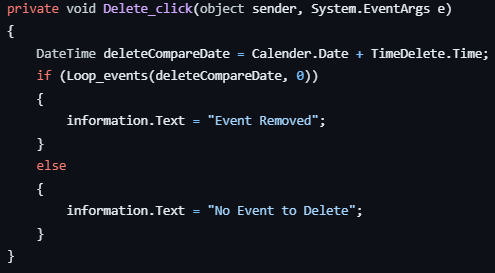 private void Delete_click(object sender, System.EventArgs e)
{
    DateTime deleteCompareDate = Calender.Date + TimeDelete.Time;
    if (Loop_events(deleteCompareDate, 0))
    {
        information.Text = "Event Removed";
    }
    else
    {
        information.Text = "No Event to Delete";
    }
}